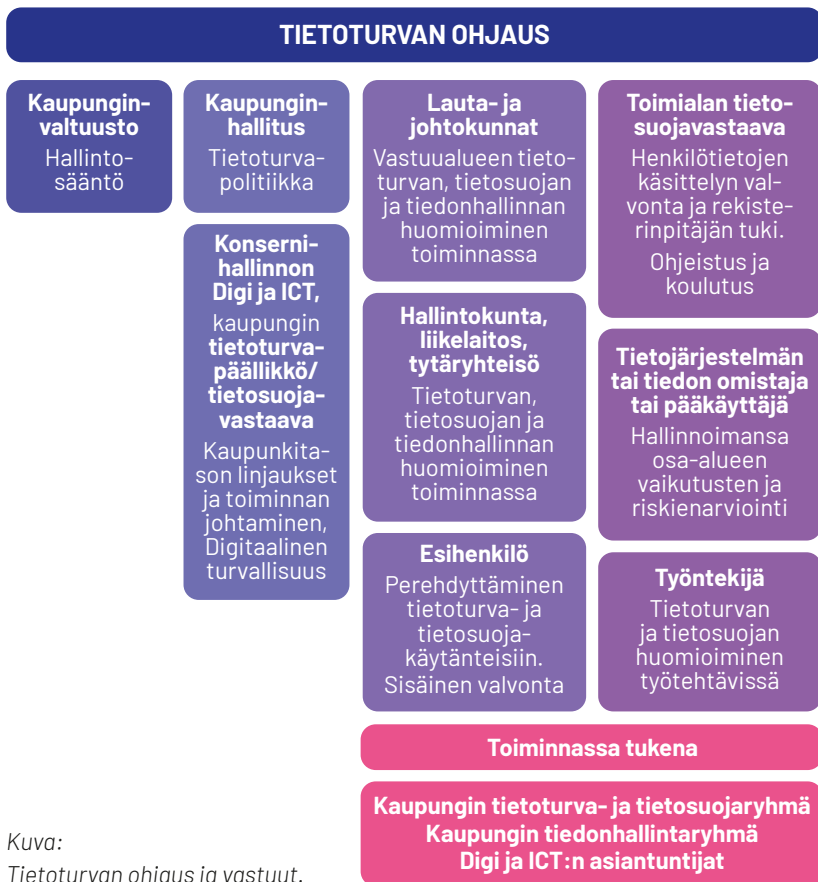 TIETOTURVAN OHJAUS
Kaupungin-
valtuusto
Hallinto-
sääntö
Kaupungin-
hallitus
Tietoturva-
politiikka
Konserni-
hallinnon
Digi ja ICT,
kaupungin
tietoturva-
päällikkö/
tietosuoja-
vastaava
Kaupunkita-
son linjaukset
ja toiminnan
johtaminen,
Digitaalinen
turvallisuus
Lauta- ja
johtokunnat
Vastuualueen tieto-
turvan, tietosuojan
ja tiedonhallinnan
huomioiminen
toiminnassa
Hallintokunta,
liikelaitos,
tytäryhteisö
Tietoturvan,
tietosuojan ja
tiedonhallinnan
huomioiminen
toiminnassa
Esihenkilö
Perehdyttäminen
tietoturva- ja
tietosuoja-
käytänteisiin.
Sisäinen valvonta
Toimialan tieto-
suojavastaava
Henkilötietojen
käsittelyn val-
vonta ja rekiste-
rinpitäjän tuki.
Ohjeistus ja
koulutus
Tietojärjestelmän
tai tiedon omistaja
tai pääkäyttäjä
Hallinnoimansa
osa-alueen
vaikutusten ja
riskienarviointi
Työntekijä
Tietoturvan
ja tietosuojan
huomioiminen
työtehtävissä
Toiminnassa tukena
Kaupungin tietoturva- ja tietosuojaryhmä
Kaupungin tiedonhallintaryhmä
Digi ja ICT:n asiantuntijat
Kuva:
Tietoturvan ohjaus ja vastuut.